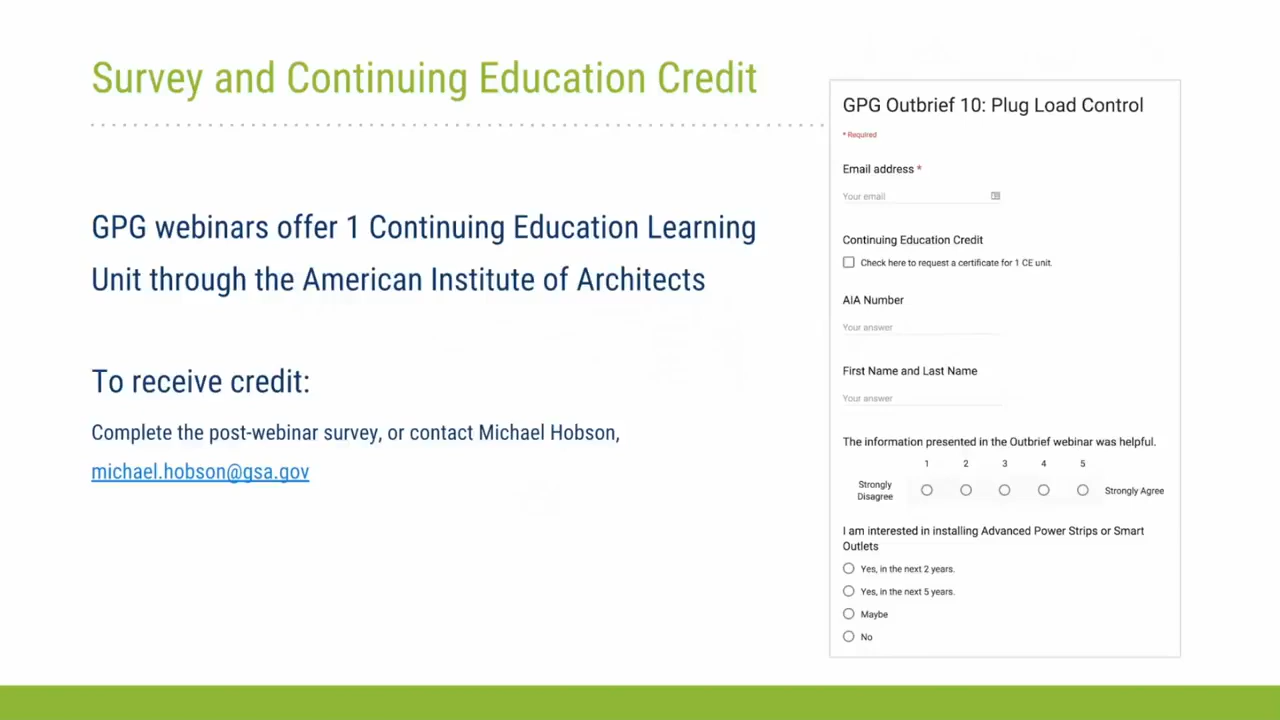 Survey and Continuing Education Credit
GPG webinars offer 1 Continuing Education Learning
Unit through the American Institute of Architects
To receive credit:
Complete the post-webinar survey, or contact Michael Hobson,
michael.hobson@gsa.gov
GPG Outbrief 10: Plug Load Control
* Required
Email address *
Your email
Continuing Education Credit
Check here to request a certificate for 1 CE unit.
AIA Number
Your answer
First Name and Last Name
Your answer
The information presented in the Outbrief webinar was helpful.
1 2 3 4 5
Strongly
Disagree
Strongly Agree
I am interested in installing Advanced Power Strips or Smart
Outlets
Yes, in the next 2 years.
Yes, in the next 5 years.
Maybe
No